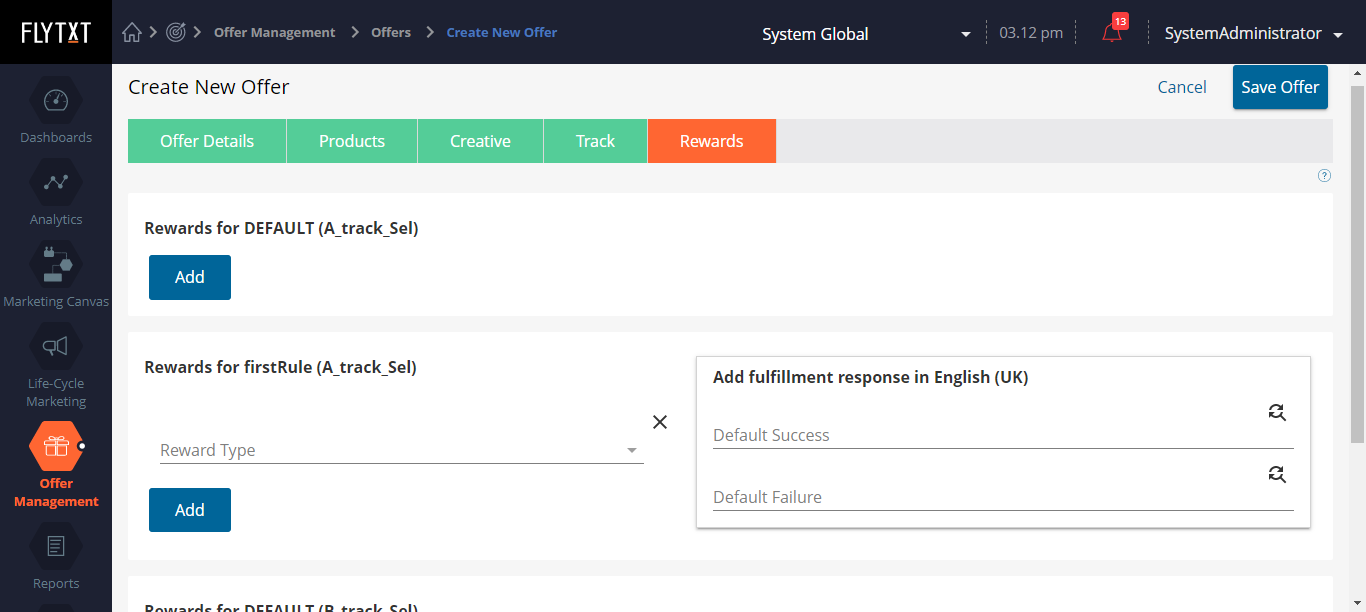 FLYTXT
Offer Management
Offers
Create New Offer
System Global
03.12 pm
13
SystemAdministrator
Dashboards
Analytics
Marketing Canvas
Life-Cycle
Marketing
Offer
Management
Reports
Create New Offer
Cancel
Save Offer
Offer Details
Products
Creative
Track
Rewards
?
Rewards for DEFAULT (A_track_Sel)
Add
Rewards for firstRule (A_track_Sel)
Reward Type
Add
Add fulfillment response in English (UK)
Default Success
Default Failure
Rewards for DEFAULT (B_track_Sel)